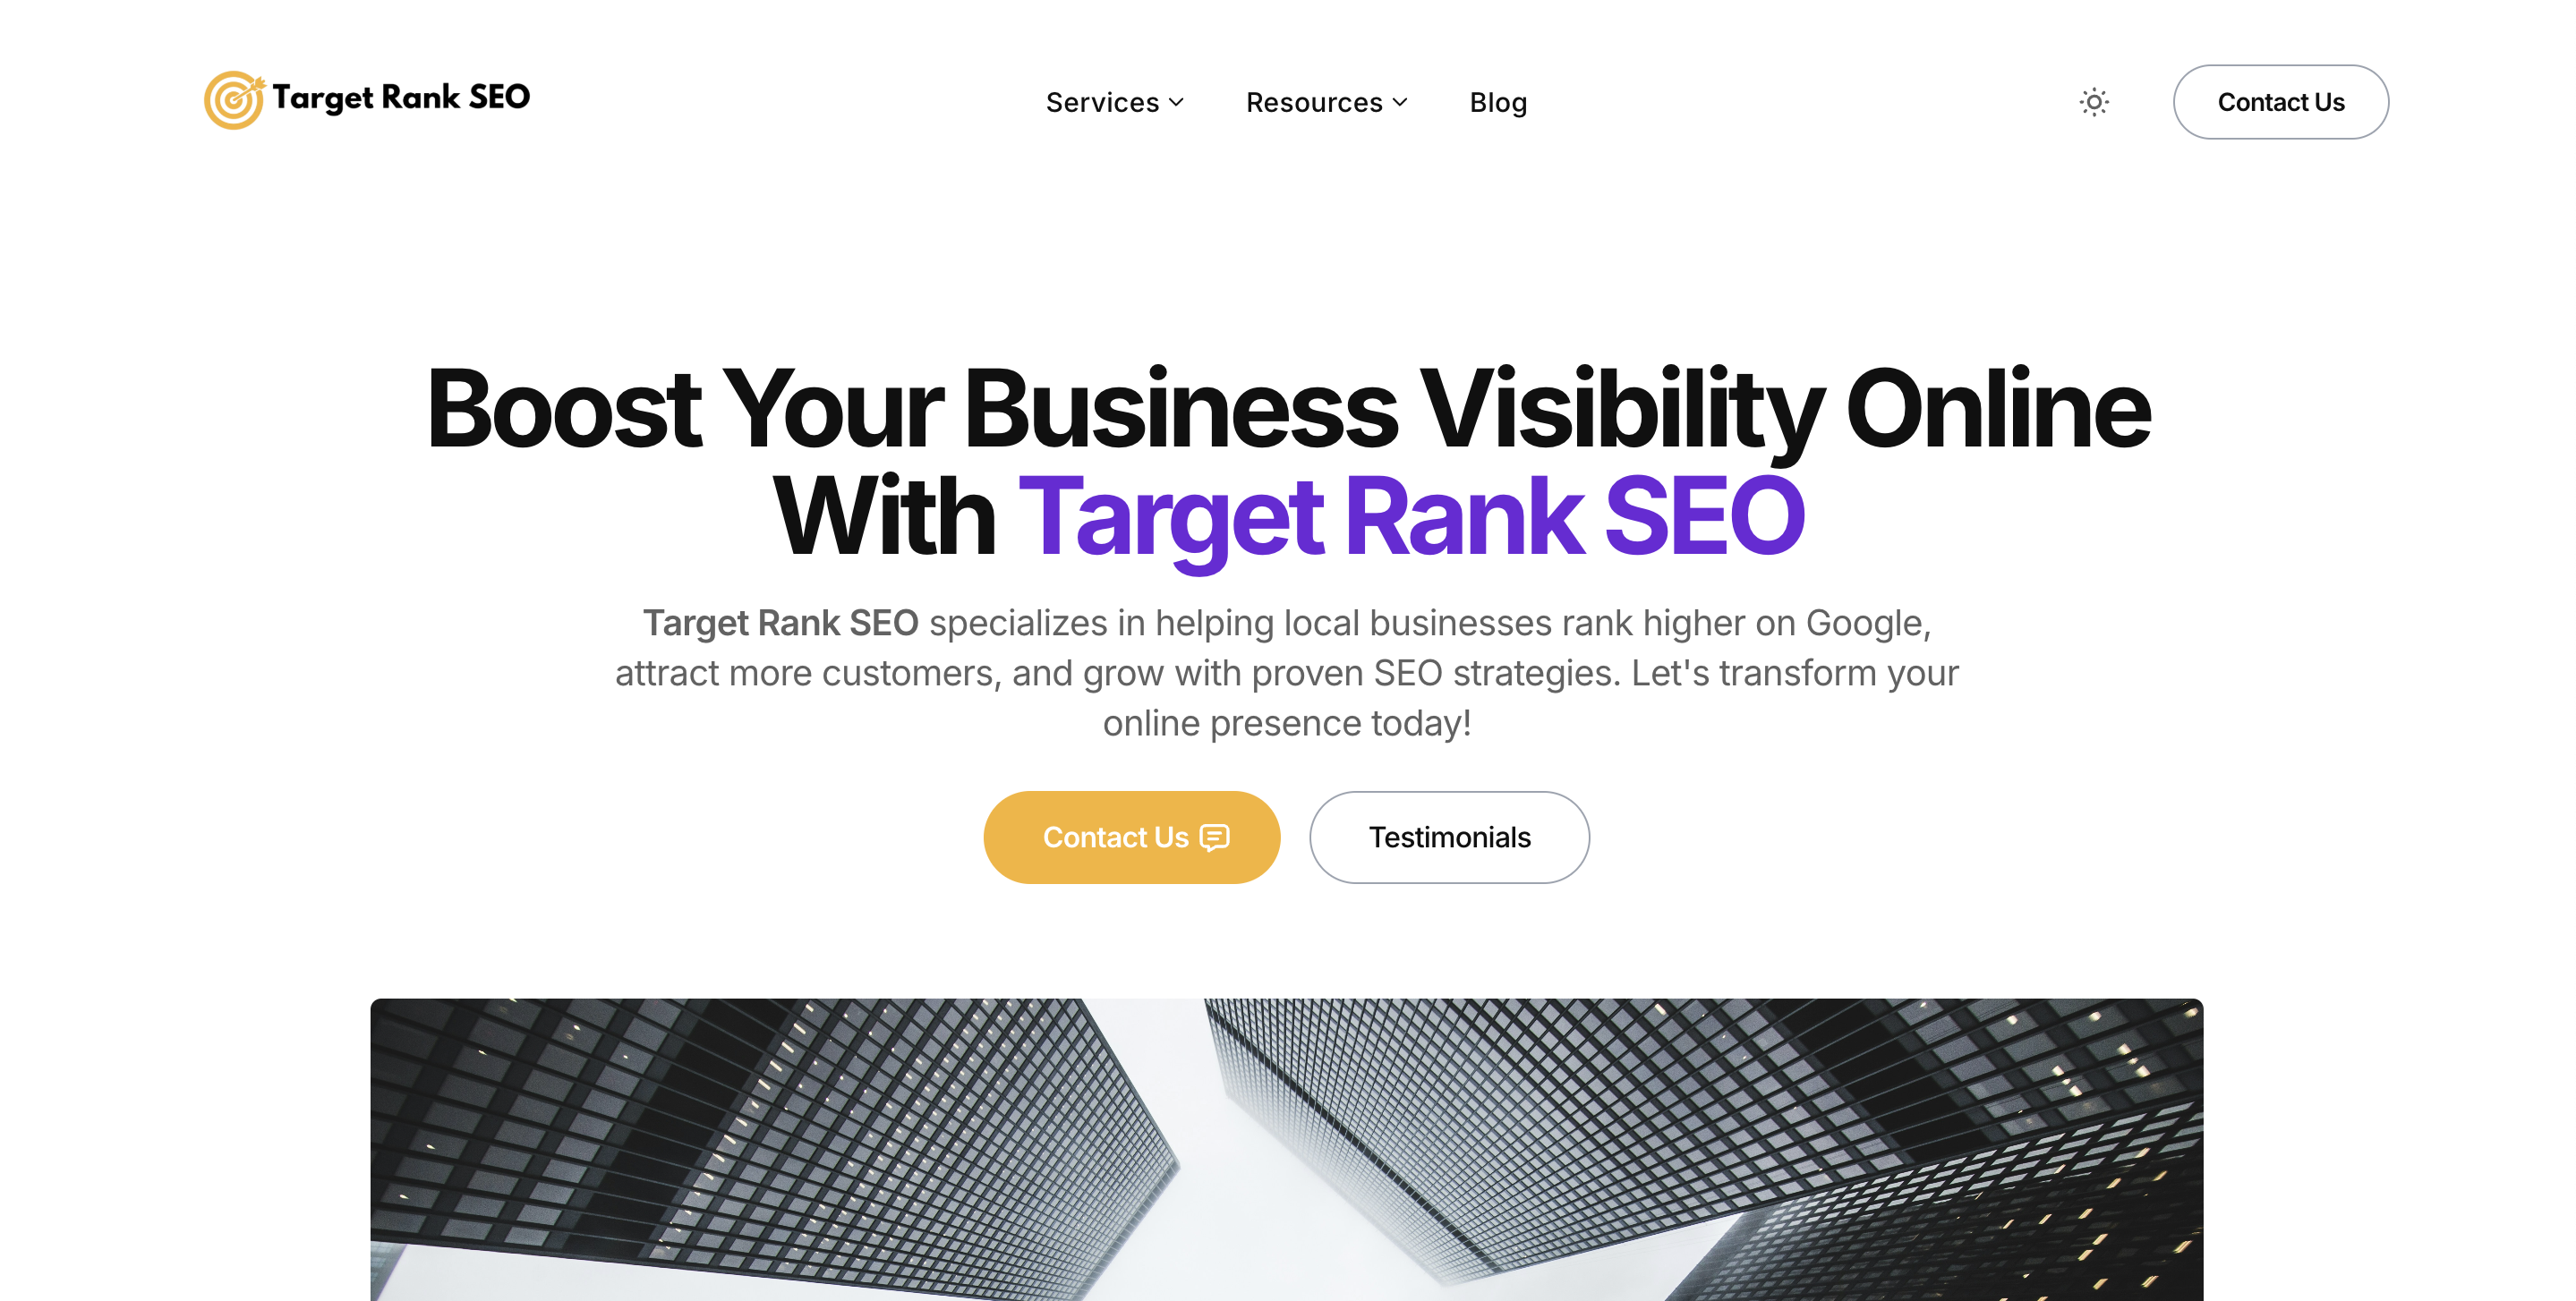 Target Rank SEO
Services
Resources
Blog
Contact Us
Boost Your Business Visibility Online
With Target Rank SEO
Target Rank SEO specializes in helping local businesses rank higher on Google,
attract more customers, and grow with proven SEO strategies. Let's transform your
online presence today!
Contact Us
Testimonials